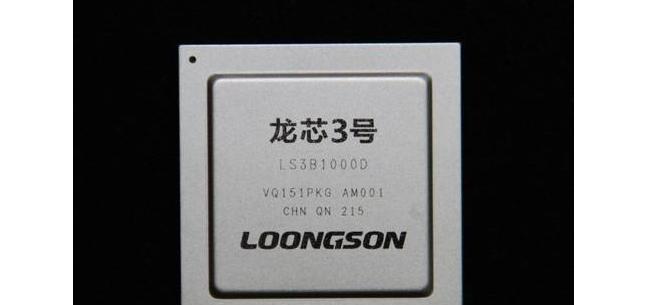 龙芯3号
LS3B1000D
VQ151PKG AM001
CHN QN 215
LOONGSON